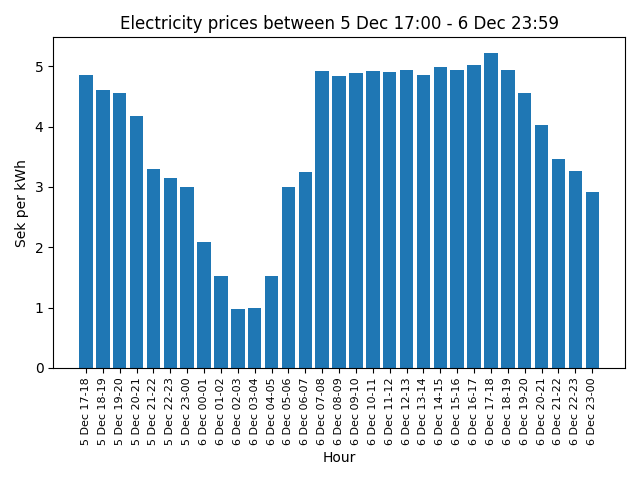 Electricity prices between 5 Dec 17:00 - 6 Dec 23:59
Sek per kWh
5
4
3
2
1
0
5 Dec 17-18
5 Dec 18-19
5 Dec 19-20
5 Dec 20-21
5 Dec 21-22
5 Dec 22-23
5 Dec 23-00
6 Dec 00-01
6 Dec 01-02
6 Dec 02-03
6 Dec 03-04
6 Dec 04-05
6 Dec 05-06
6 Dec 06-07
6 Dec 07-08
6 Dec 08-09
6 Dec 09-10
6 Dec 10-11
6 Dec 11-12
6 Dec 12-13
6 Dec 13-14
6 Dec 14-15
6 Dec 15-16
6 Dec 16-17
6 Dec 17-18
6 Dec 18-19
6 Dec 19-20
6 Dec 20-21
6 Dec 21-22
6 Dec 22-23
6 Dec 23-00
Hour